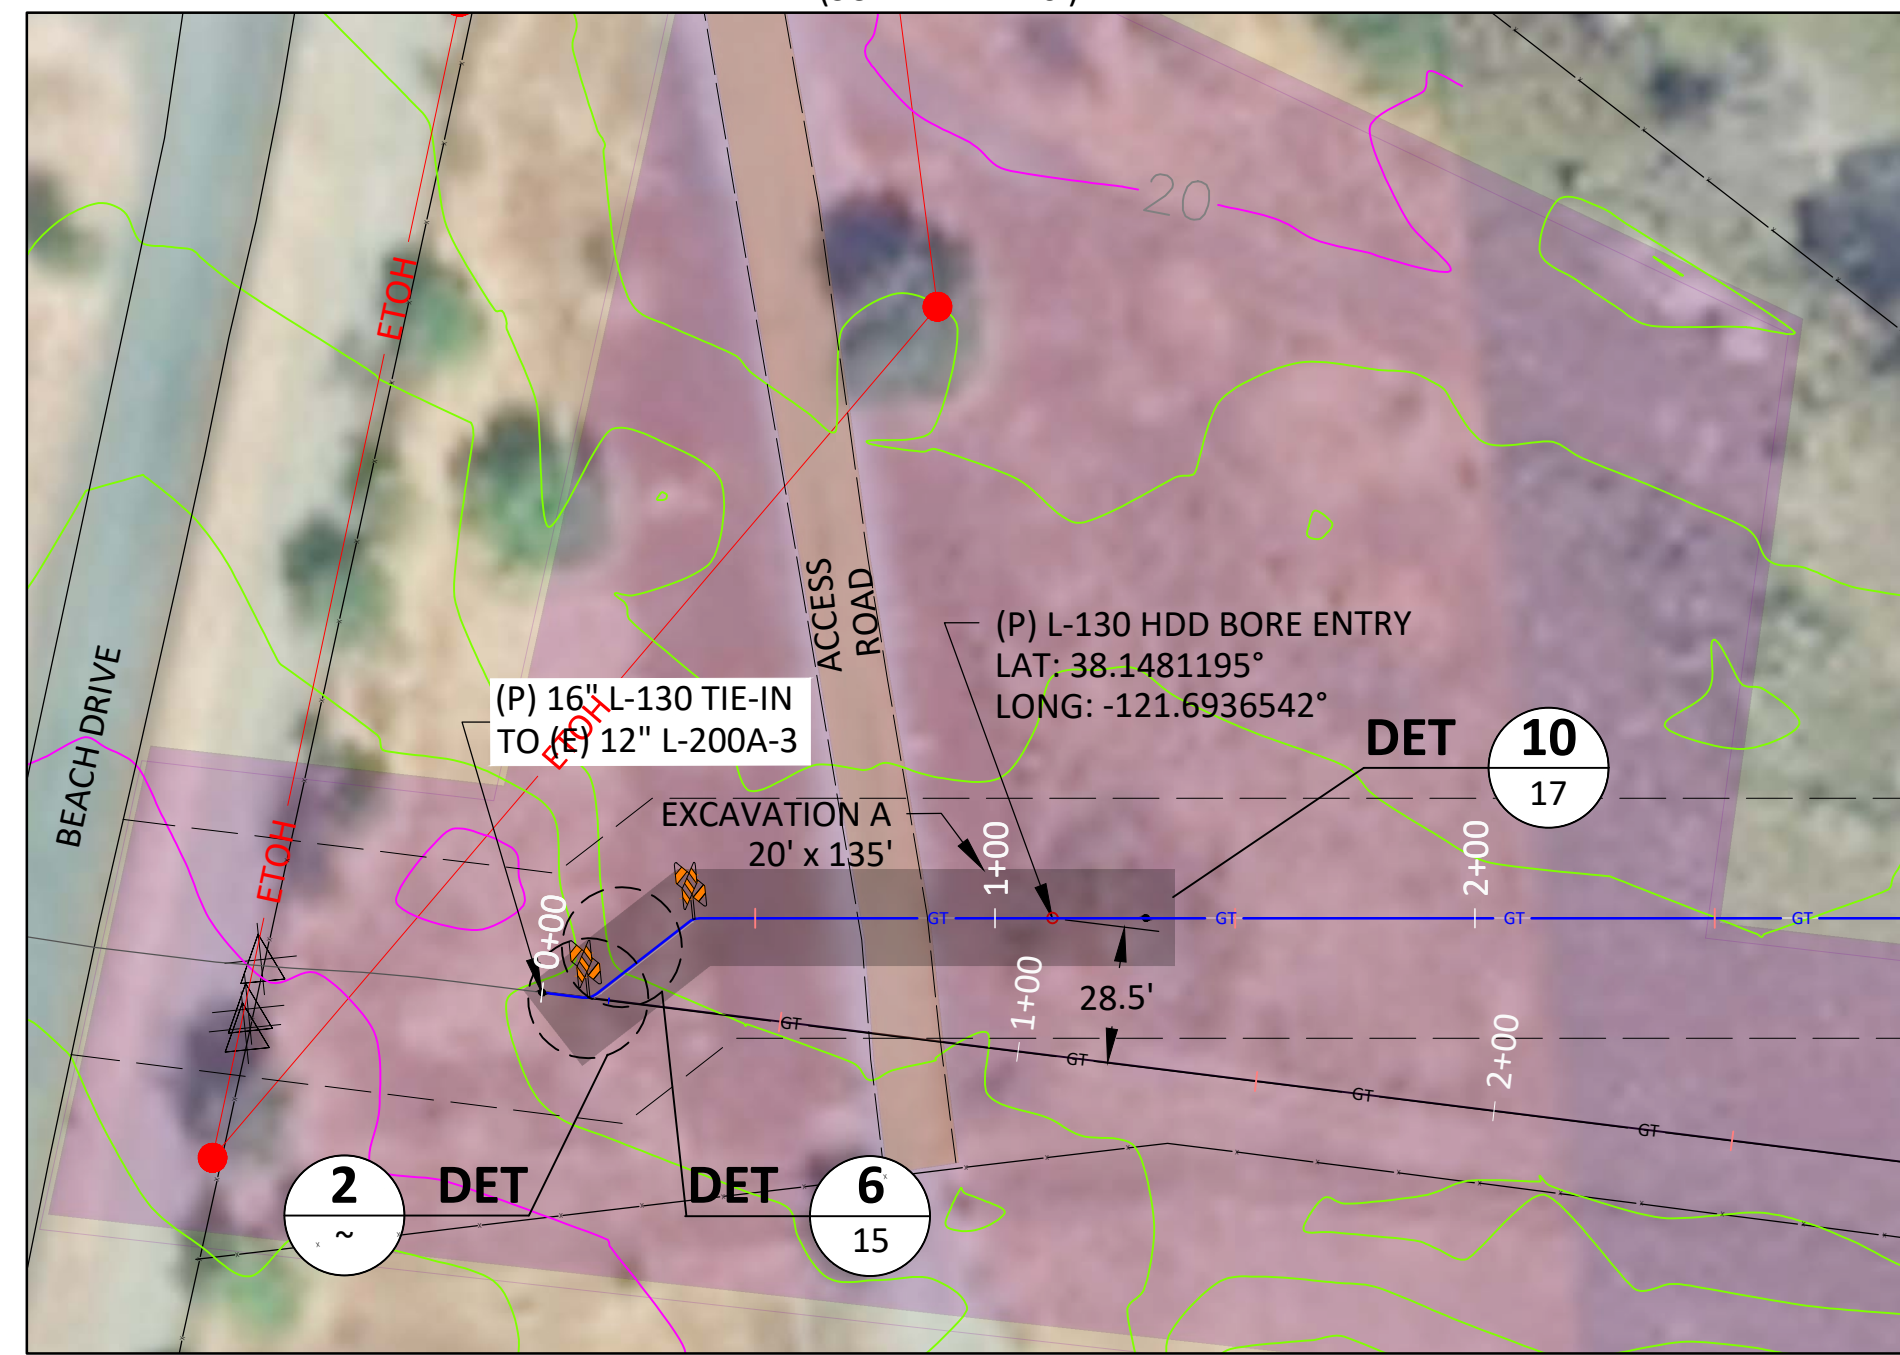 20
ETOH
ACCESS
ROAD
(P) L-130 HDD BORE ENTRY
LAT: 38.1481195°
LONG: -121.6936542°
BEACH DRIVE
(P) 16" L-130 TIE-IN
TO (E) 12" L-200A-3
ETOH
DET
10
17
EXCAVATION A
20' x 135'
ETOH
1+00
2+00
0+00
GT
GT
GT
GT
1+00
28.5'
2+00
GT
GT
GT
GT
2
~
DET
DET
6
15